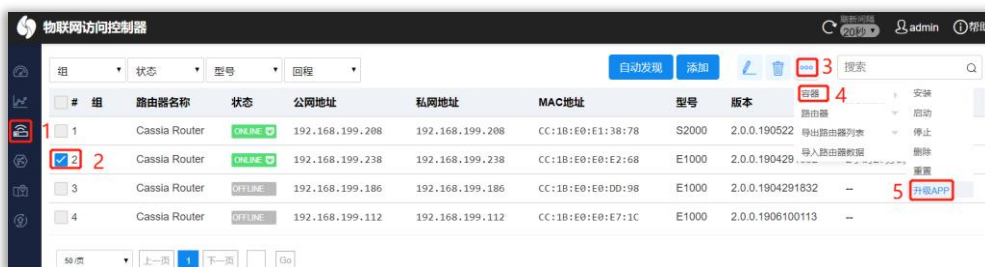 物联网访问控制器 刷新间隔 20秒 admin 帮助
组 状态 型号 回程 自动发现 添加 3 搜索
# 组 路由器名称 状态 公网地址 私网地址 MAC地址 型号 版本 容器 4 安装
路由器 启动
1 1 Cassia Router ONLINE 192.168.199.208 192.168.199.208 CC:1B:E0:E1:38:78 S2000 2.0.0.190522 导出路由器列表 停止
2 2 Cassia Router ONLINE 192.168.199.238 192.168.199.238 CC:1B:E0:E0:E2:68 E1000 2.0.0.190429 导入路由器数据 删除
重置
3 Cassia Router OFFLINE 192.168.199.186 192.168.199.186 CC:1B:E0:E0:DD:98 E1000 2.0.0.1904291832 -- 5 升级APP
4 Cassia Router OFFLINE 192.168.199.112 192.168.199.112 CC:1B:E0:E0:E7:1C E1000 2.0.0.1906100113 --
50 /页 上一页 1 下一页 Go